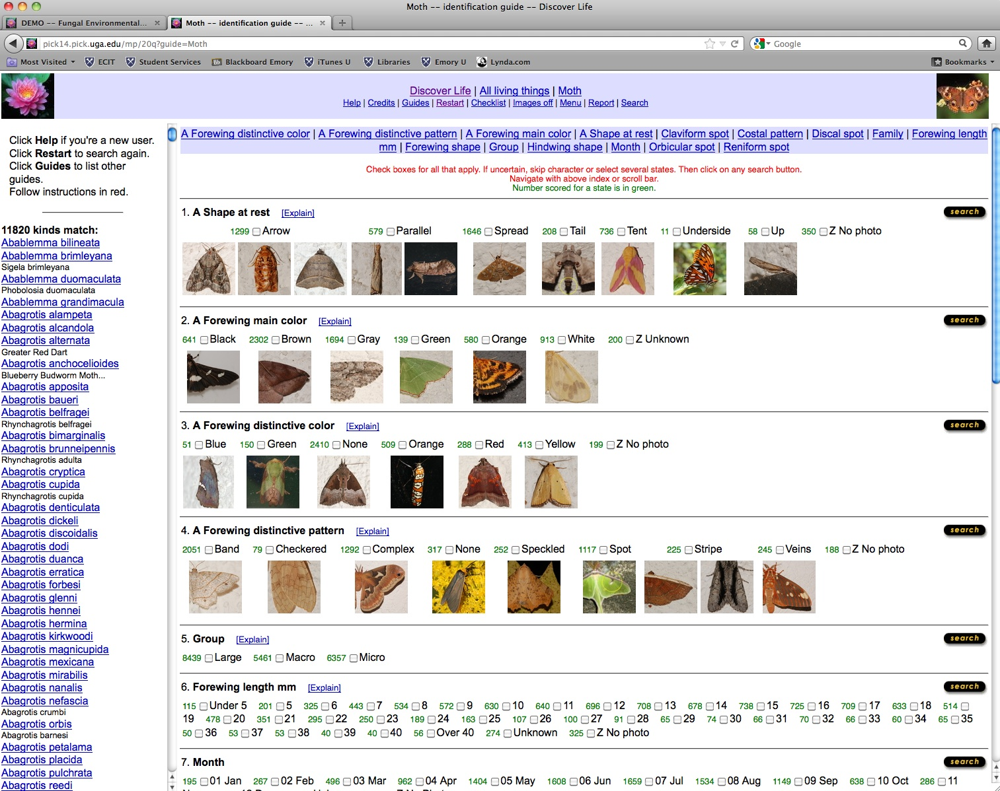 Moth -- identification guide -- Discover Life
DEMO -- Fungal Environmental...
Moth -- identification guide -- ...
pick14.pick.uga.edu/mp/20q?guide=Moth
Google
Most Visited ECIT Student Services Blackboard Emory iTunes U Libraries Emory U Lynda.com Bookmarks
Discover Life | All living things | Moth
Help | Credits | Guides | Restart | Checklist | Images off | Menu | Report | Search
Click Help if you're a new user.
Click Restart to search again.
Click Guides to list other
guides.
Follow instructions in red.
11820 kinds match:
Abablemma bilineata
Abablemma brimleyana
Sigela brimleyana
Abablemma duomaculata
Phobolosia duomaculata
Abablemma grandimacula
Abagrotis alampeta
Abagrotis alcandola
Abagrotis alternata
Greater Red Dart
Abagrotis anchocelioides
Blueberry Budworm Moth...
Abagrotis apposita
Abagrotis baueri
Abagrotis belfragei
Rhynchagrotis belfragei
Abagrotis bimarginalis
Abagrotis brunneipennis
Rhynchagrotis adulta
Abagrotis cryptica
Abagrotis cupida
Rhynchagrotis cupida
Abagrotis denticulata
Abagrotis dickeli
Abagrotis discoidalis
Abagrotis dodi
Abagrotis duanca
Abagrotis erratica
Abagrotis forbesi
Abagrotis glenni
Abagrotis hennei
Abagrotis hermina
Abagrotis kirkwoodi
Abagrotis magnicupida
Abagrotis mexicana
Abagrotis mirabilis
Abagrotis nanalis
Abagrotis nefascia
Abagrotis crumbi
Abagrotis orbis
Abagrotis barnesi
Abagrotis petalama
Abagrotis placida
Abagrotis pulchrata
Abagrotis reedi
A Forewing distinctive color | A Forewing distinctive pattern | A Forewing main color | A Shape at rest | Claviform spot | Costal pattern | Discal spot | Family | Forewing length
mm | Forewing shape | Group | Hindwing shape | Month | Orbicular spot | Reniform spot
Check boxes for all that apply. If uncertain, skip character or select several states. Then click on any search button.
Navigate with above index or scroll bar.
Number scored for a state is in green.
1. A Shape at rest [Explain] search
1299 Arrow 579 Parallel 1646 Spread 208 Tail 736 Tent 11 Underside 58 Up 350 Z No photo
2. A Forewing main color [Explain] search
641 Black 2302 Brown 1694 Gray 139 Green 580 Orange 913 White 200 Z Unknown
3. A Forewing distinctive color [Explain] search
51 Blue 150 Green 2410 None 509 Orange 288 Red 413 Yellow 199 Z No photo
4. A Forewing distinctive pattern [Explain] search
2051 Band 79 Checkered 1292 Complex 317 None 252 Speckled 1117 Spot 225 Stripe 245 Veins 188 Z No photo
5. Group [Explain] search
8439 Large 5461 Macro 6357 Micro
6. Forewing length mm [Explain] search
115 Under 5 201 5 325 6 443 7 534 8 572 9 630 10 640 11 696 12 708 13 678 14 738 15 725 16 709 17 633 18 514
19 478 20 351 21 295 22 250 23 189 24 163 25 107 26 100 27 91 28 65 29 74 30 66 31 70 32 66 33 60 34 65 35
50 36 53 37 53 38 40 39 40 40 56 Over 40 274 Unknown 325 Z No photo
7. Month search
195 01 Jan 267 02 Feb 496 03 Mar 962 04 Apr 1404 05 May 1608 06 Jun 1659 07 Jul 1534 08 Aug 1149 09 Sep 638 10 Oct 286 11